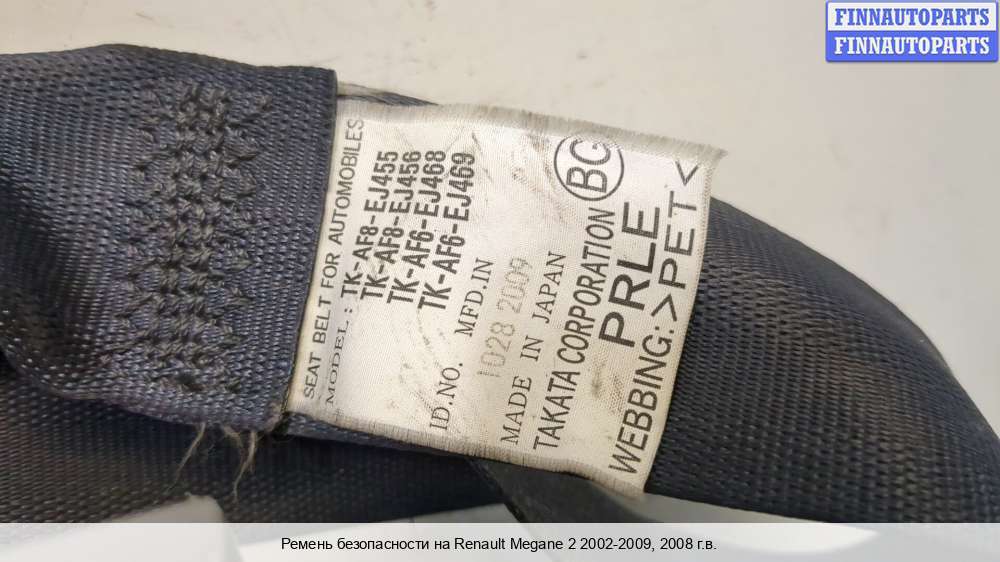 FINNAUTOPARTS
FINNAUTOPARTS
SEAT BELT FOR AUTOMOBILES
MODEL : TK-AF8-EJ455
TK-AF8-EJ456
TK-AF6-EJ468
TK-AF6-EJ469
ID.NO. MFD.IN
1028 2009
MADE IN JAPAN
TAKATA CORPORATION
BG
PRLE
WEBBING:>PET<
Ремень безопасности на Renault Megane 2 2002-2009, 2008 г.в.